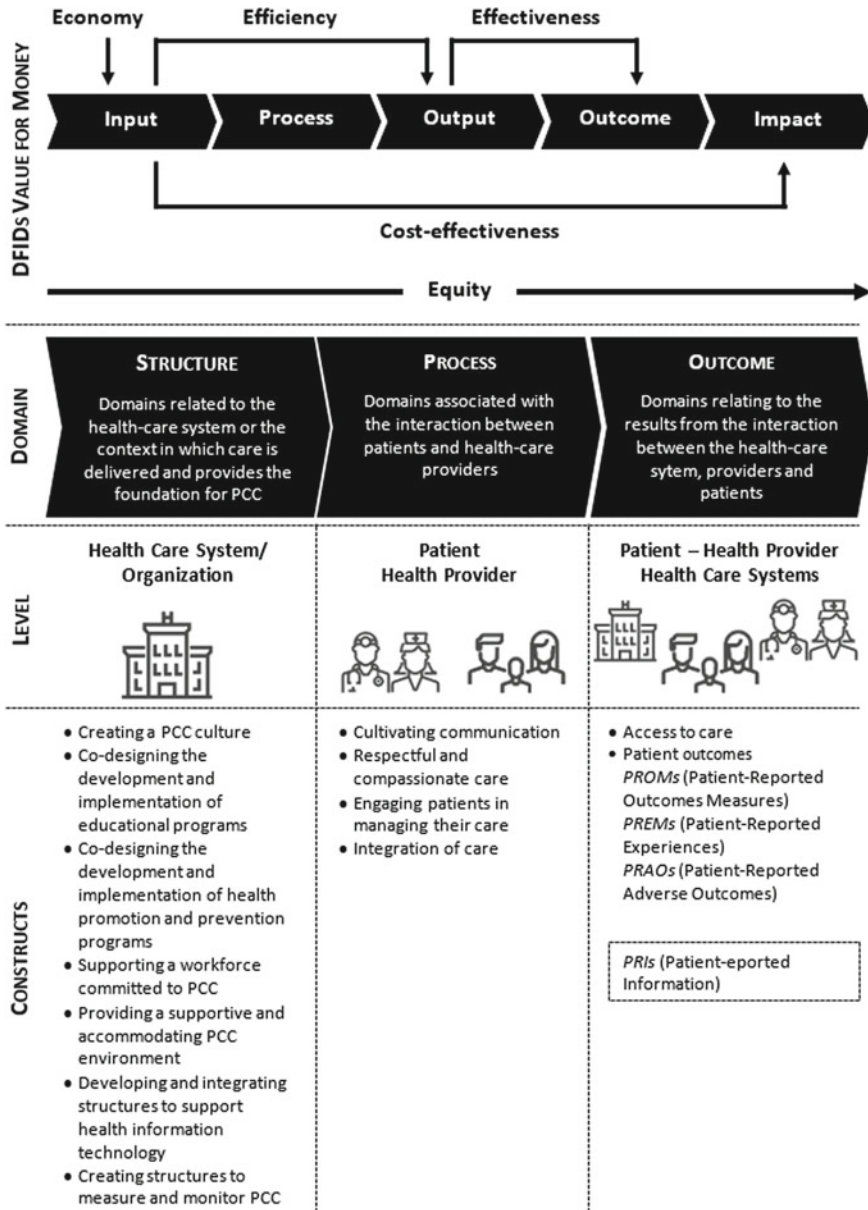 DFIDs VALUE FOR MONEY
Economy
Efficiency
Effectiveness
Input
Process
Output
Outcome
Impact
Cost-effectiveness
Equity
DOMAIN
STRUCTURE
Domains related to the
health-care system or the
context in which care is
delivered and provides the
foundation for PCC
PROCESS
Domains associated with
the interaction between
patients and health-care
providers
OUTCOME
Domains relating to the
results from the interaction
between the health-care
sytem, providers and
patients
LEVEL
Health Care System/
Organization
H
Patient
Health Provider
Patient – Health Provider
Health Care Systems
H
CONSTRUCTS
• Creating a PCC culture
• Co-designing the
development and
implementation of
educational programs
• Co-designing the
development and
implementation of health
promotion and prevention
programs
• Supporting a workforce
committed to PCC
• Providing a supportive and
accommodating PCC
environment
• Developing and integrating
structures to support
health information
technology
• Creating structures to
measure and monitor PCC
• Cultivating communication
• Respectful and
compassionate care
• Engaging patients in
managing their care
• Integration of care
• Access to care
• Patient outcomes
PROMs (Patient-Reported
Outcomes Measures)
PREMs (Patient-Reported
Experiences)
PRAOs (Patient-Reported
Adverse Outcomes)
PRIs (Patient-eported
Information)